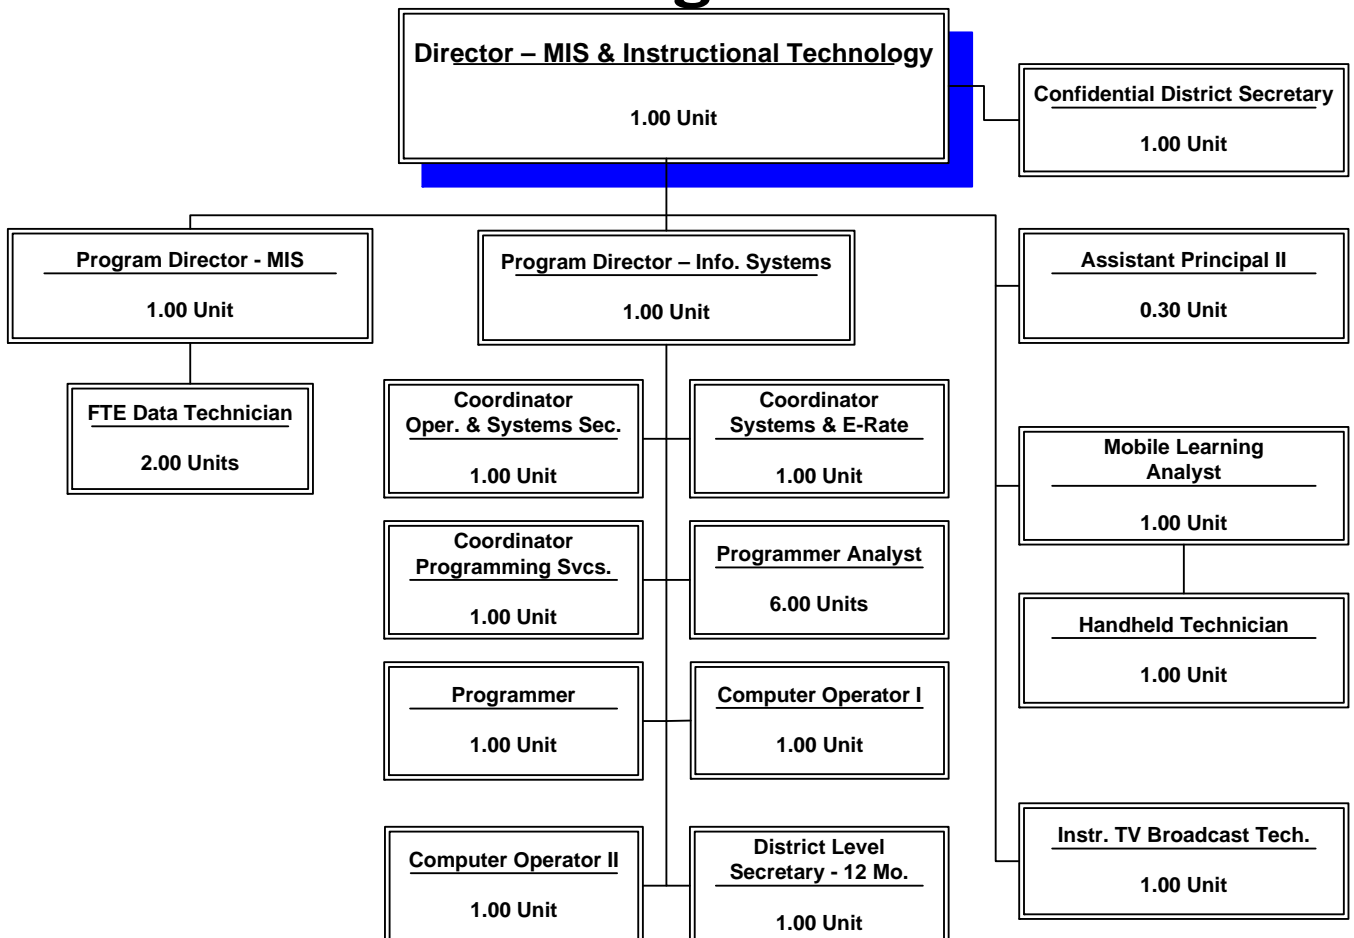 Director – MIS & Instructional Technology
1.00 Unit
Confidential District Secretary
1.00 Unit
Program Director - MIS
1.00 Unit
Program Director – Info. Systems
1.00 Unit
Assistant Principal II
0.30 Unit
FTE Data Technician
2.00 Units
Coordinator
Oper. & Systems Sec.
1.00 Unit
Coordinator
Systems & E-Rate
1.00 Unit
Mobile Learning
Analyst
1.00 Unit
Coordinator
Programming Svcs.
1.00 Unit
Programmer Analyst
6.00 Units
Handheld Technician
1.00 Unit
Programmer
1.00 Unit
Computer Operator I
1.00 Unit
Computer Operator II
1.00 Unit
District Level
Secretary - 12 Mo.
1.00 Unit
Instr. TV Broadcast Tech.
1.00 Unit